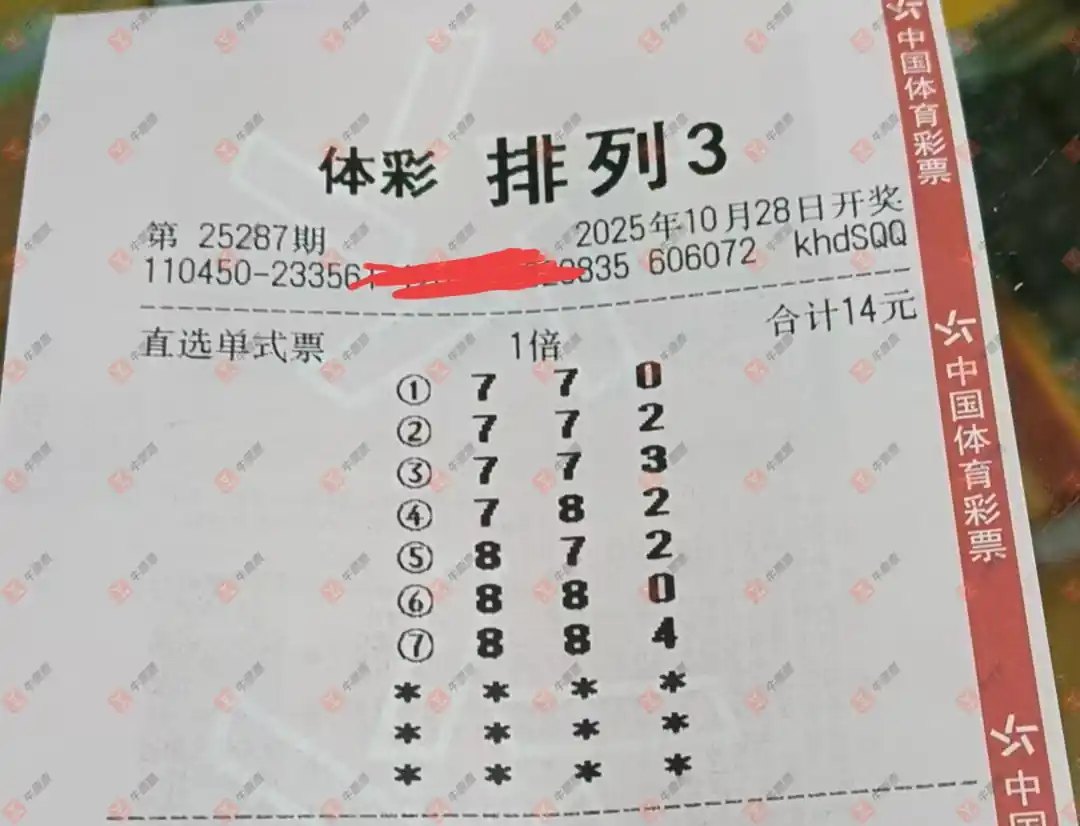 体彩 排列3
第 25287期 2025年10月28日开奖
110450-23356 835 606072 khdSQQ
直选单式票 1倍 合计14元
① 7 7 0
② 7 7 2
③ 7 7 3
④ 7 8 2
⑤ 8 7 2
⑥ 8 8 0
⑦ 8 8 4
* * * *
* * * *
* * * *
中国体育彩票
中国体育彩票
中国